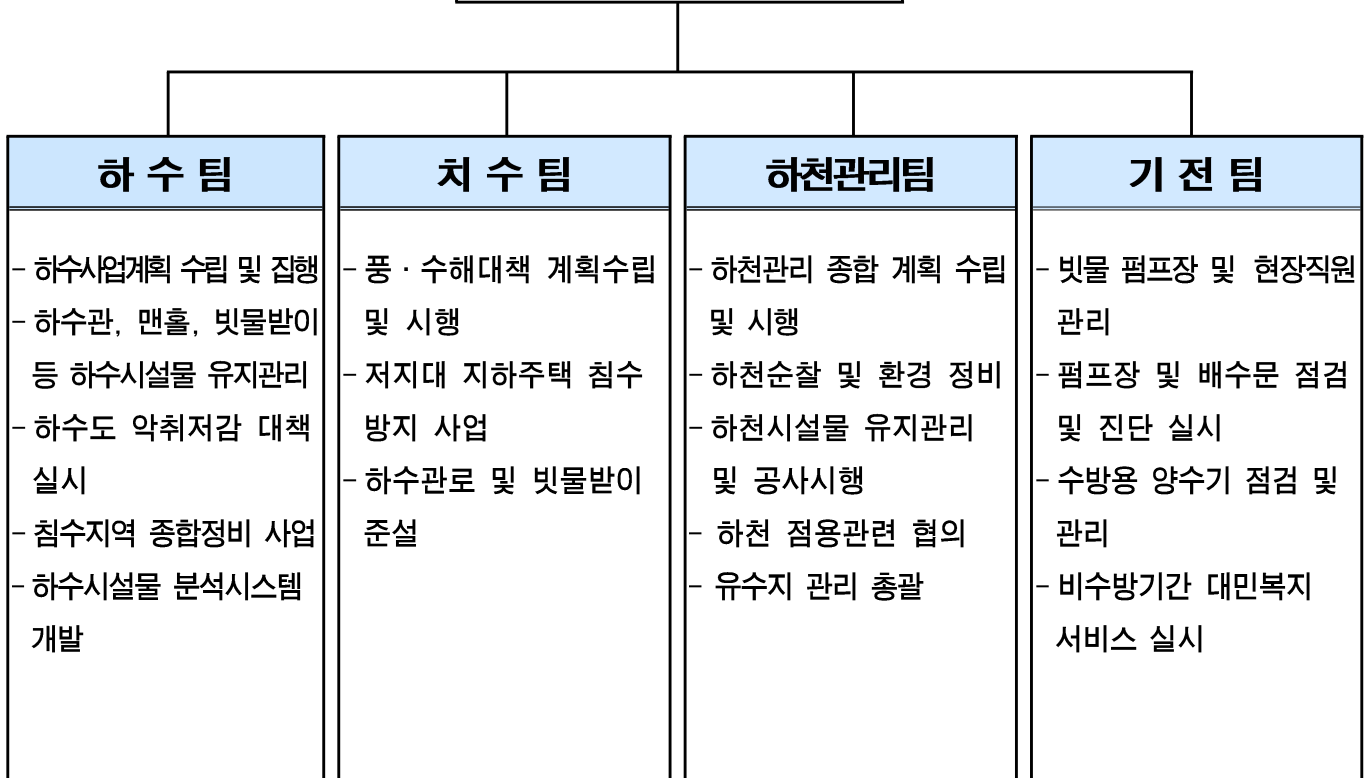 하 수 팀
- 하수사업계획 수립 및 집행
- 하수관, 맨홀, 빗물받이
등 하수시설물 유지관리
- 하수도 악취저감 대책
실시
- 침수지역 종합정비 사업
- 하수시설물 분석시스템
개발
치 수 팀
- 풍 · 수해대책 계획수립
및 시행
- 저지대 지하주택 침수
방지 사업
- 하수관로 및 빗물받이
준설
하천관리팀
- 하천관리 종합 계획 수립
및 시행
- 하천순찰 및 환경 정비
- 하천시설물 유지관리
및 공사시행
- 하천 점용관련 협의
- 유수지 관리 총괄
기 전 팀
- 빗물 펌프장 및 현장직원
관리
- 펌프장 및 배수문 점검
및 진단 실시
- 수방용 양수기 점검 및
관리
- 비수방기간 대민복지
서비스 실시